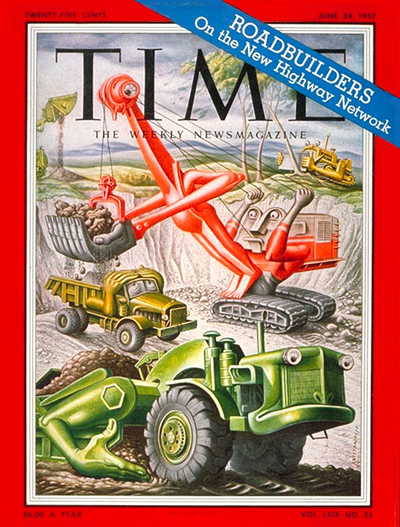 TWENTY-FIVE CENTS
JUNE 24, 1957
ROADBUILDERS
On the New Highway Network
TIME
THE WEEKLY NEWSMAGAZINE
$6.00 A YEAR
VOL. LXIX NO. 25